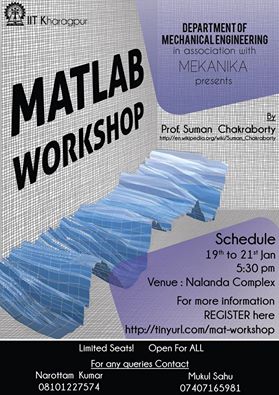 IIT Kharagpur
DEPARTMENT OF
MECHANICAL ENGINEERING
in association with
MEKANIKA
presents
MATLAB
WORKSHOP
By
Prof. Suman Chakraborty
http://en.wikipedia.org/wiki/Suman_Chakraborty
Schedule
19th to 21st Jan
5:30 pm
Venue : Nalanda Complex
For more information
REGISTER here
http://tinyurl.com/mat-workshop
Limited Seats! Open For ALL
For any queries Contact
Narottam Kumar Mukul Sahu
08101227574 07407165981